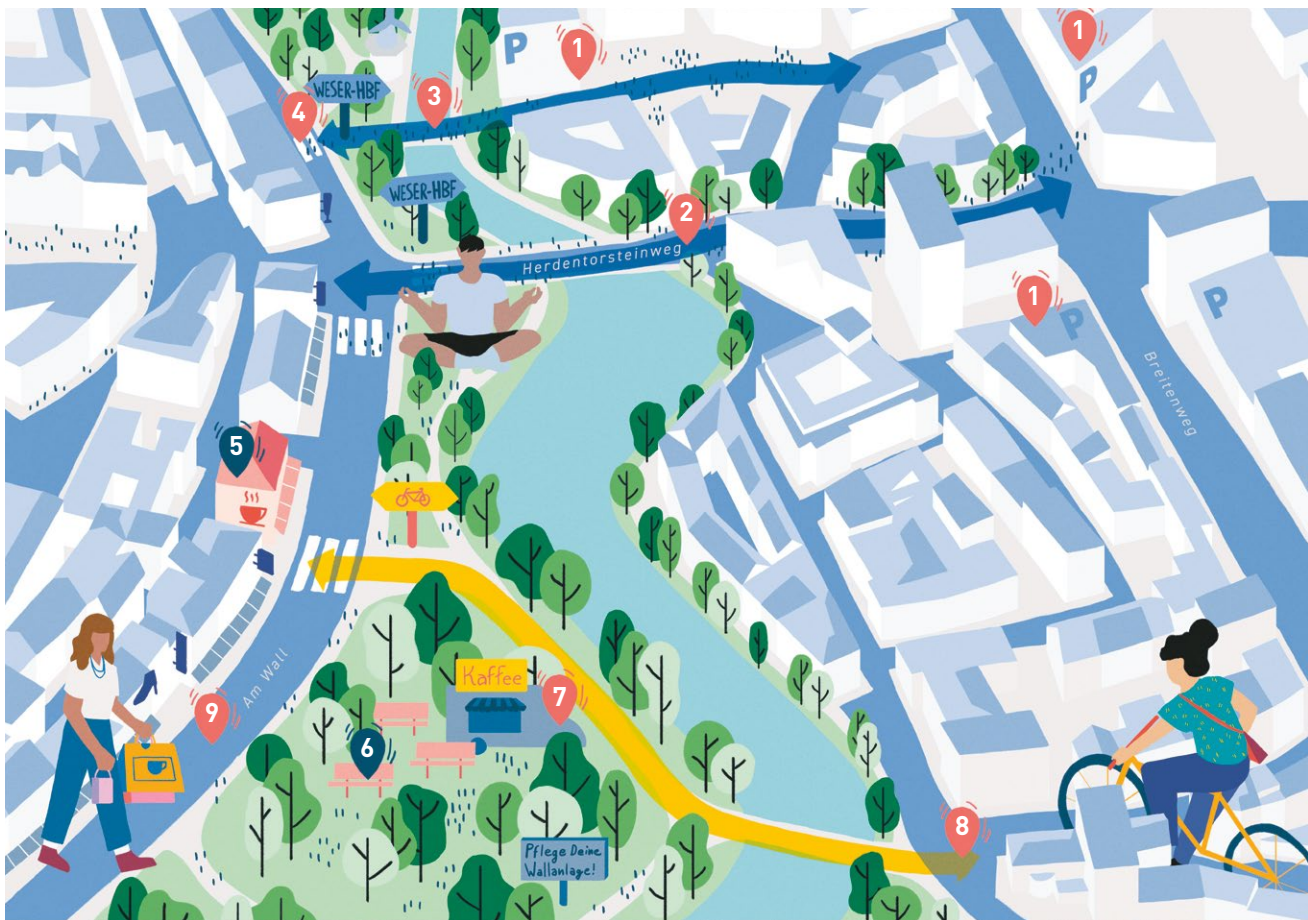 P
1
1
P
WESER-HBF
3
4
WESER-HBF
2
Herdentorsteinweg
1
P
P
Breitenweg
5
Kaffee
7
Am Wall
9
6
8
Pflege Deine
Wallanlage!